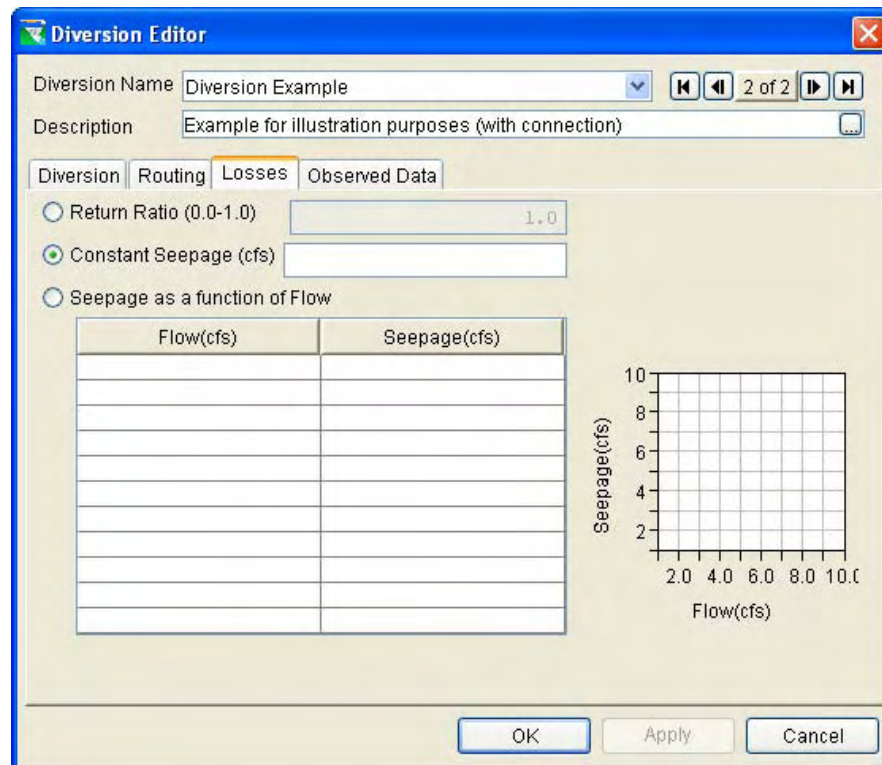 Diversion Editor
Diversion Name Diversion Example 2 of 2
Description Example for illustration purposes (with connection) ...
Diversion Routing Losses Observed Data
Return Ratio (0.0-1.0) 1.0
Constant Seepage (cfs)
Seepage as a function of Flow
Flow(cfs) Seepage(cfs)
10
8
6
4
2
Seepage(cfs)
2.0 4.0 6.0 8.0 10.0
Flow(cfs)
OK Apply Cancel